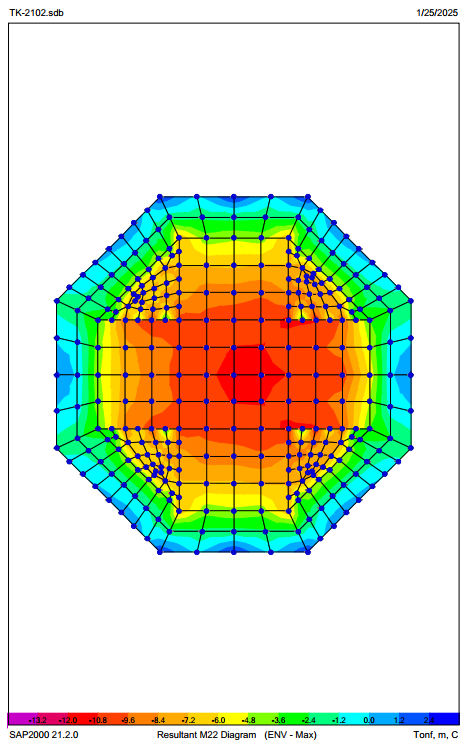 TK-2102.sdb 1/25/2025
-13.2 -12.0 -10.8 -9.6 -8.4 -7.2 -6.0 -4.8 -3.6 -2.4 -1.2 0.0 1.2 2.4
SAP2000 21.2.0 Resultant M22 Diagram (ENV - Max) Tonf, m, C